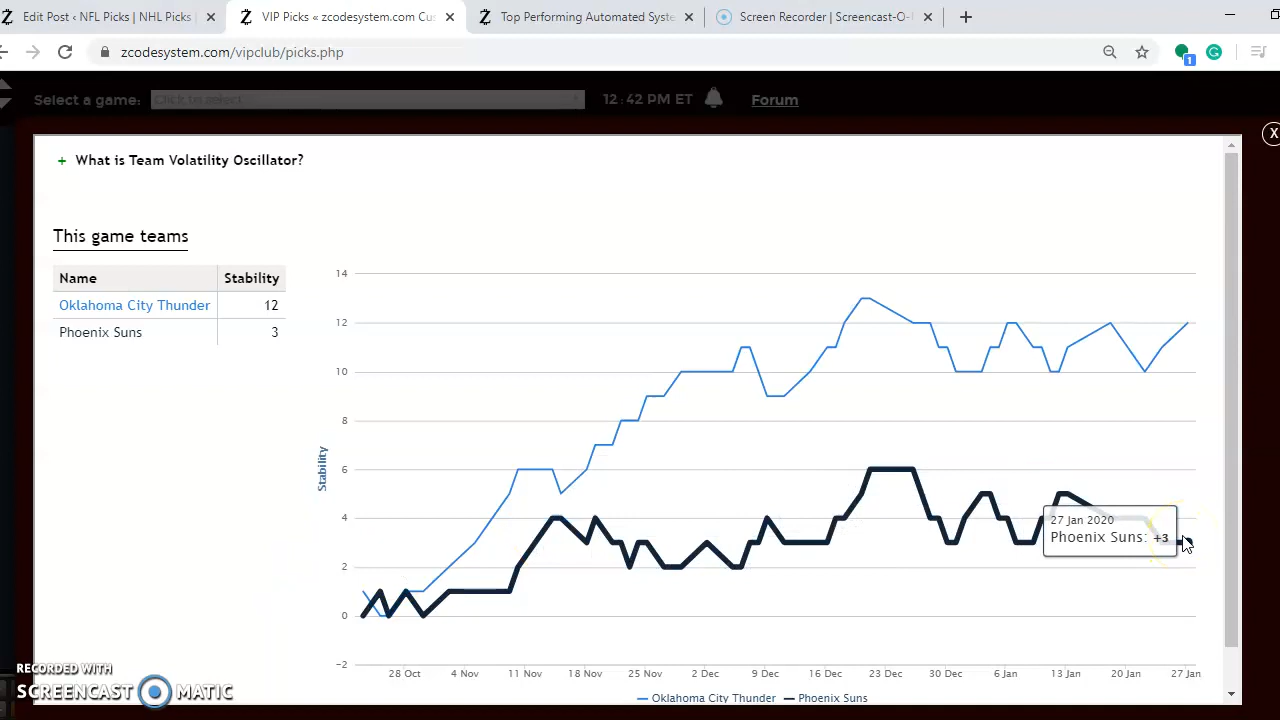 Edit Post ‹ NFL Picks | NHL Picks |
VIP Picks « zcodesystem.com Cus
Top Performing Automated Syste
Screen Recorder | Screencast-O-M
zcodesystem.com/vipclub/picks.php
1
Select a game:
Click to select
12:42 PM ET
Forum
X
+ What is Team Volatility Oscillator?
This game teams
Name Stability
Oklahoma City Thunder 12
Phoenix Suns 3
Stability
14
12
10
8
6
4
2
0
−2
27 Jan 2020
Phoenix Suns: +3
28 Oct 4 Nov 11 Nov 18 Nov 25 Nov 2 Dec 9 Dec 16 Dec 23 Dec 30 Dec 6 Jan 13 Jan 20 Jan 27 Jan
Oklahoma City Thunder Phoenix Suns
RECORDED WITH
SCREENCAST MATIC